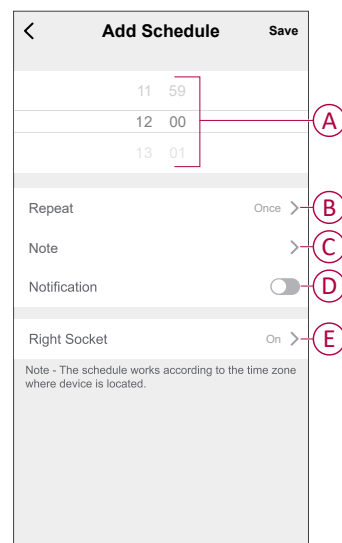 Add Schedule Save
11 59
12 00
13 01
A
Repeat Once
B
Note
C
Notification
D
Right Socket On
E
Note - The schedule works according to the time zone
where device is located.